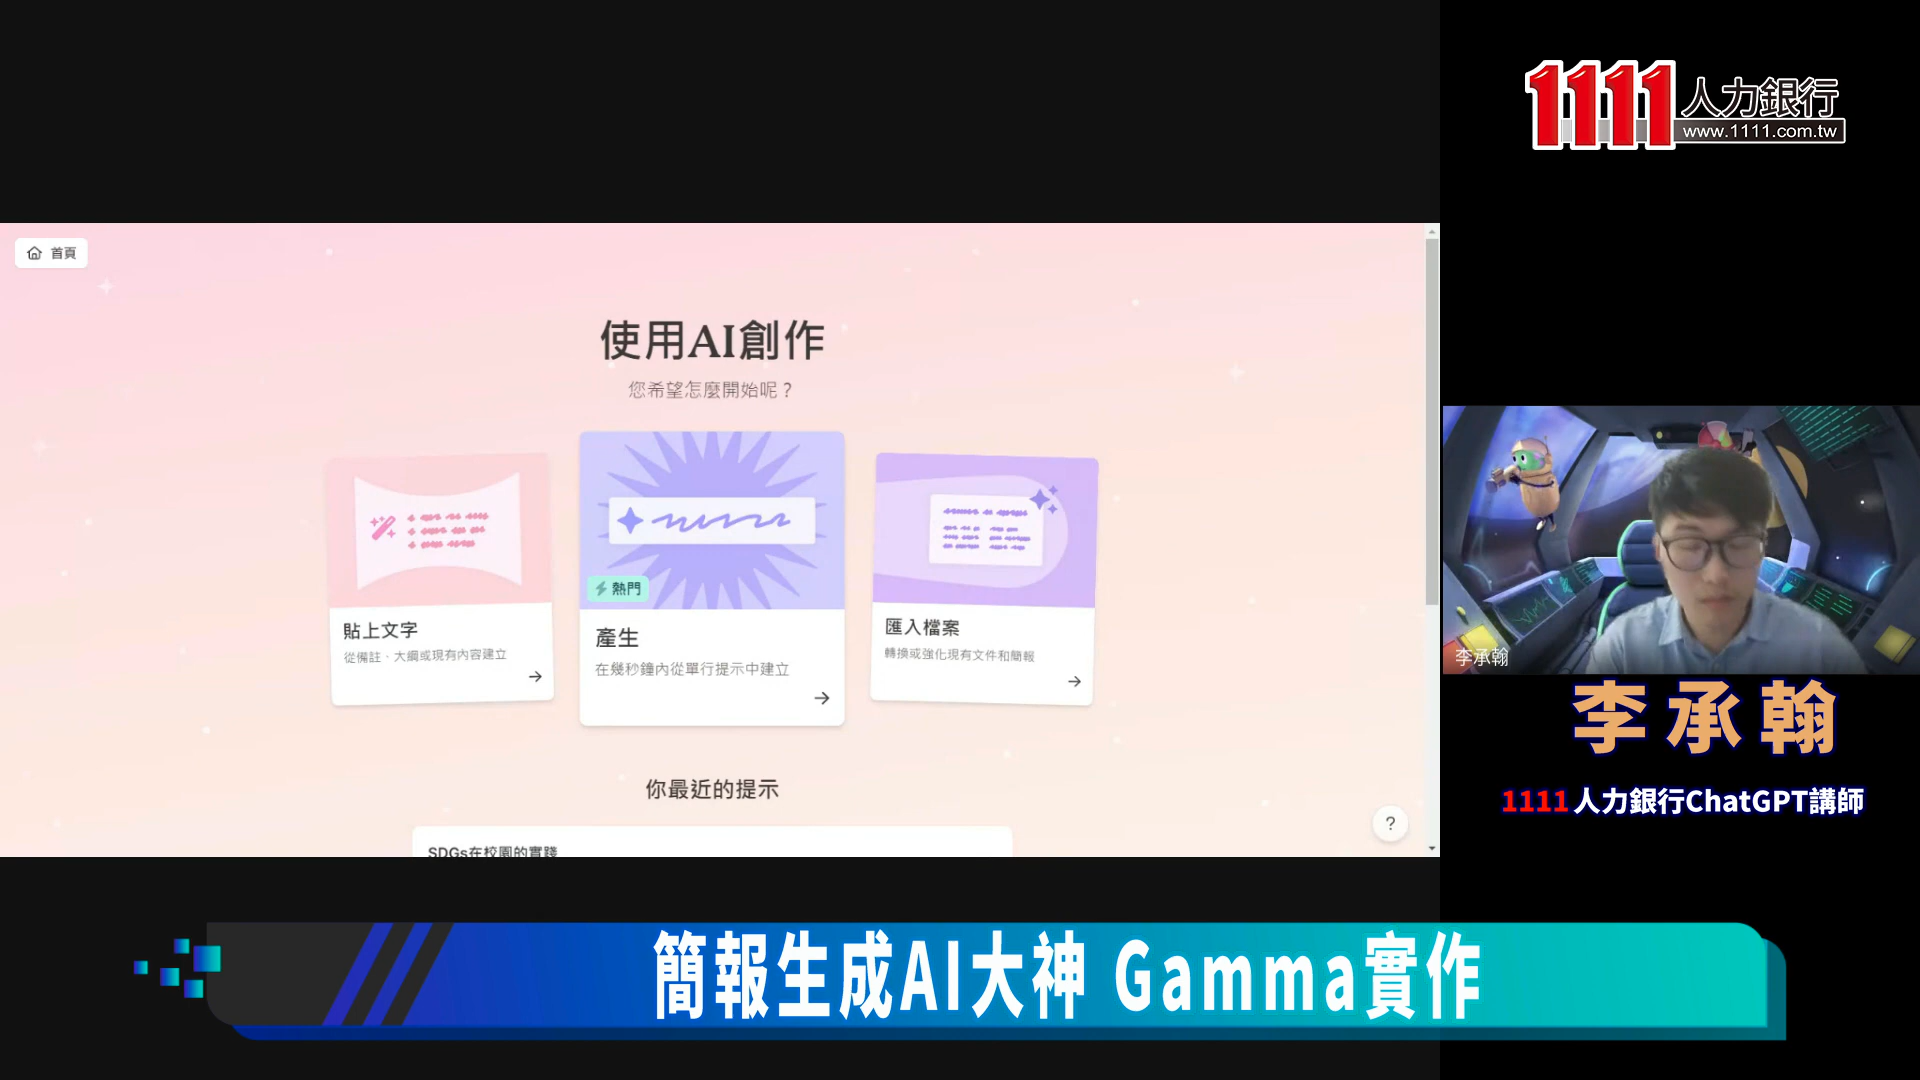 1111人力銀行
www.1111.com.tw
首頁
使用AI創作
您希望怎麼開始呢？
貼上文字
從備註、大綱或現有內容建立
熱門
產生
在幾秒鐘內從單行提示中建立
匯入檔案
轉換或強化現有文件和簡報
你最近的提示
SDGs在校園的實踐
?
李承翰
李承翰
1111人力銀行ChatGPT講師
簡報生成AI大神 Gamma實作